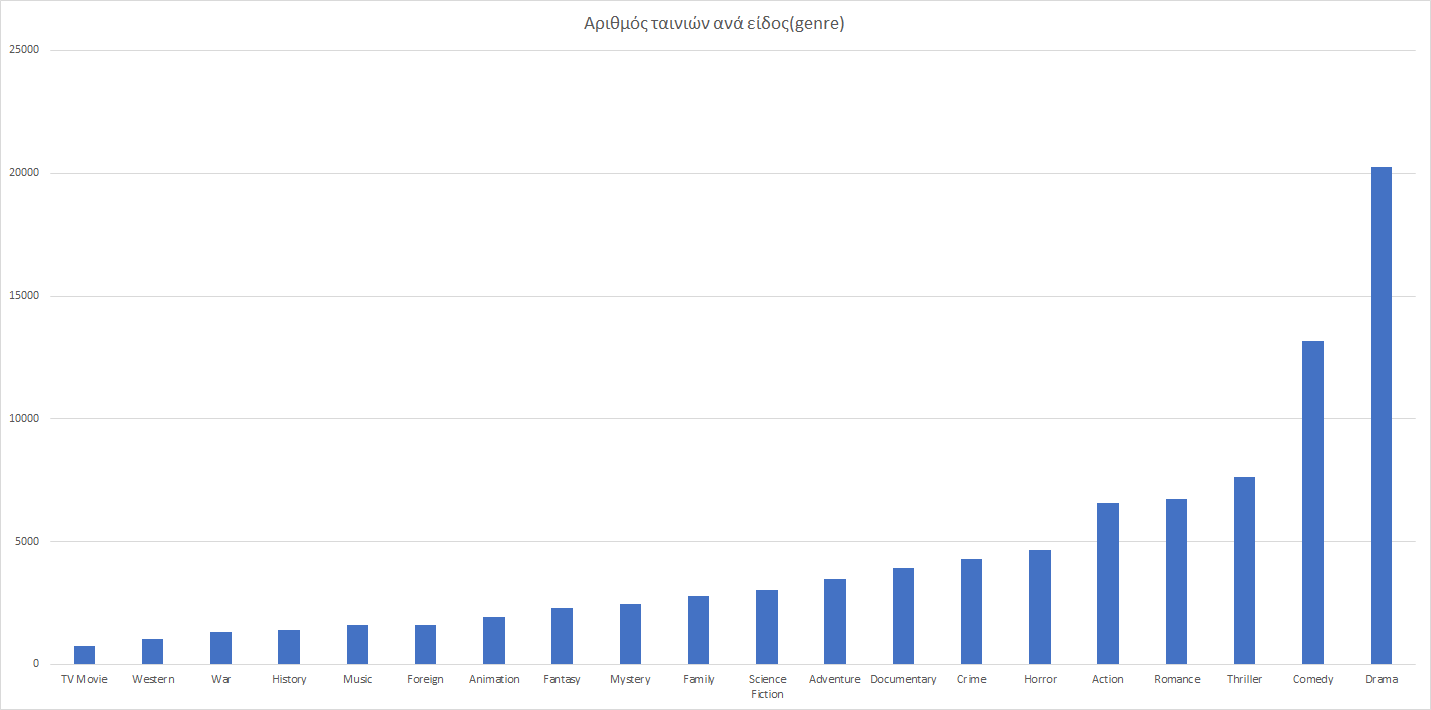 Αριθμός ταινιών ανά είδος(genre)
25000
20000
15000
10000
5000
0
TV Movie Western War History Music Foreign Animation Fantasy Mystery Family Science Adventure Documentary Crime Horror Action Romance Thriller Comedy Drama
Fiction